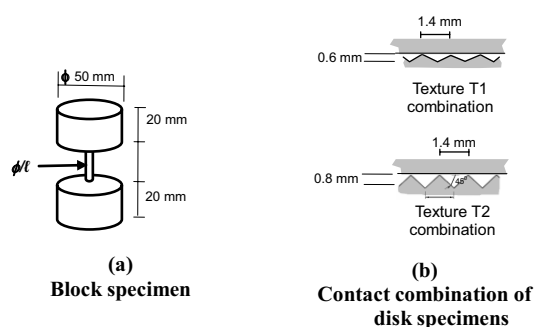 ϕ 50 mm
20 mm
ϕ/ℓ
20 mm
(a)
Block specimen
1.4 mm
0.6 mm
Texture T1
combination
1.4 mm
0.8 mm
45°
Texture T2
combination
(b)
Contact combination of
disk specimens